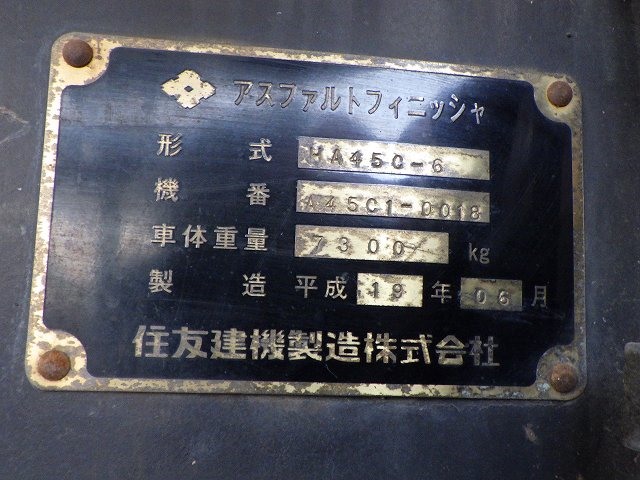 アスファルトフィニッシャ
形式 HA45C-6
機番 A45C1-0018
車体重量 7300 kg
製造 平成 19 年 06 月
住友建機製造株式会社